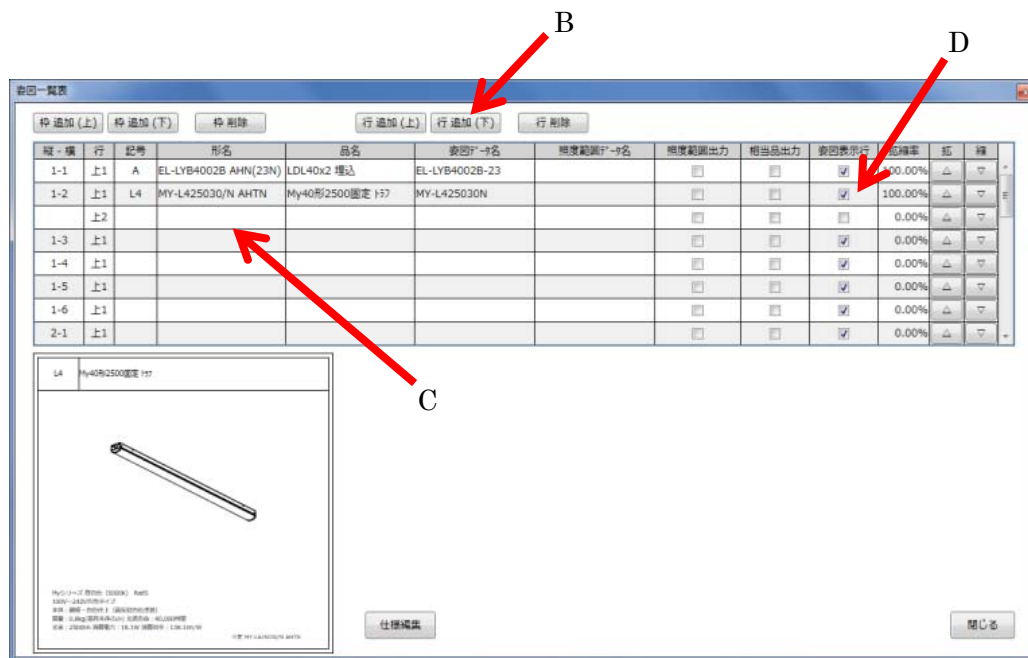 B
D
姿図一覧表
枠 追加 (上) 枠 追加 (下) 枠 削除 行 追加 (上) 行 追加 (下) 行 削除
縦 - 横 行 記号 形名 品名 姿図ﾃﾞｰﾀ名 照度範囲ﾃﾞｰﾀ名 照度範囲出力 相当品出力 姿図表示行 拡縮率 拡 縮
1-1 上1 A EL-LYB4002B AHN(23N) LDL40x2 埋込 EL-LYB4002B-23 100.00% △ ▽
1-2 上1 L4 MY-L425030/N AHTN My40形2500固定 ﾄﾗﾌ MY-L425030N 100.00% △ ▽
上2 0.00% △ ▽
1-3 上1 0.00% △ ▽
1-4 上1 0.00% △ ▽
1-5 上1 0.00% △ ▽
1-6 上1 0.00% △ ▽
2-1 上1 0.00% △ ▽
L4 My40形2500固定 ﾄﾗﾌ
C
仕様編集 閉じる